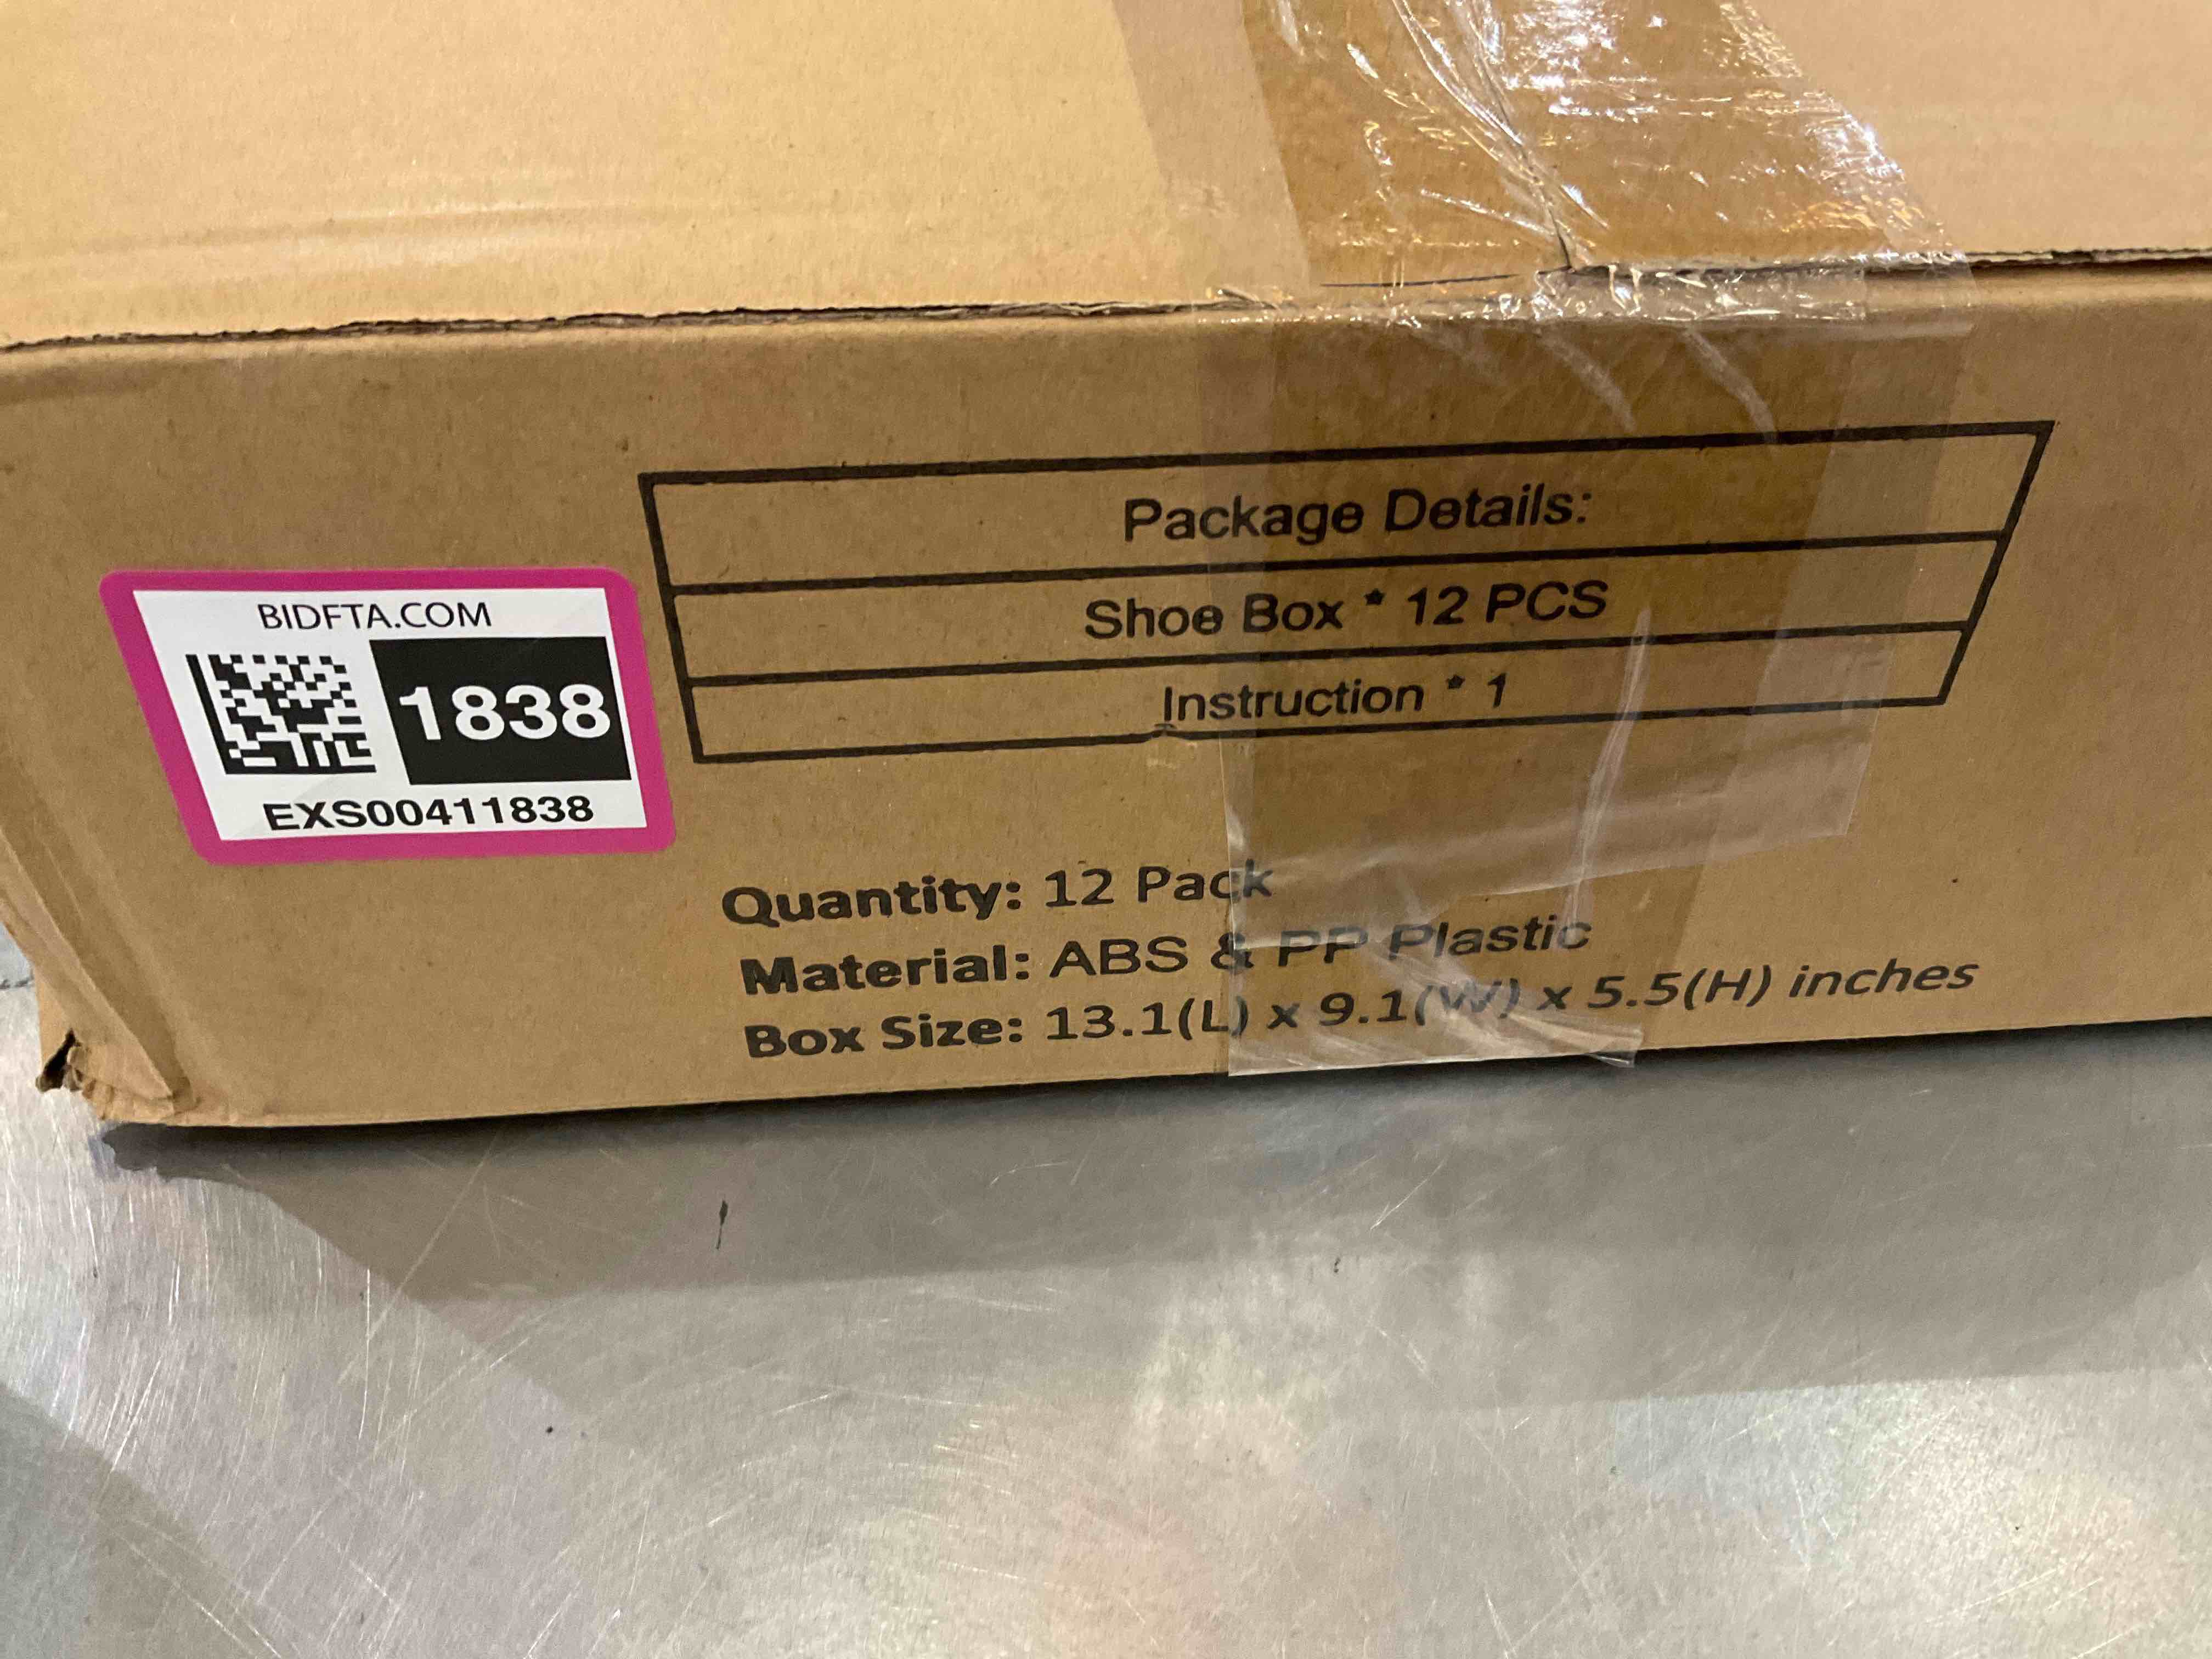 BIDFTA.COM
1838
EXS00411838
Package Details:
Shoe Box * 12 PCS
Instruction * 1
Quantity: 12 Pack
Material: ABS & PP Plastic
Box Size: 13.1(L) x 9.1(W) x 5.5(H) inches